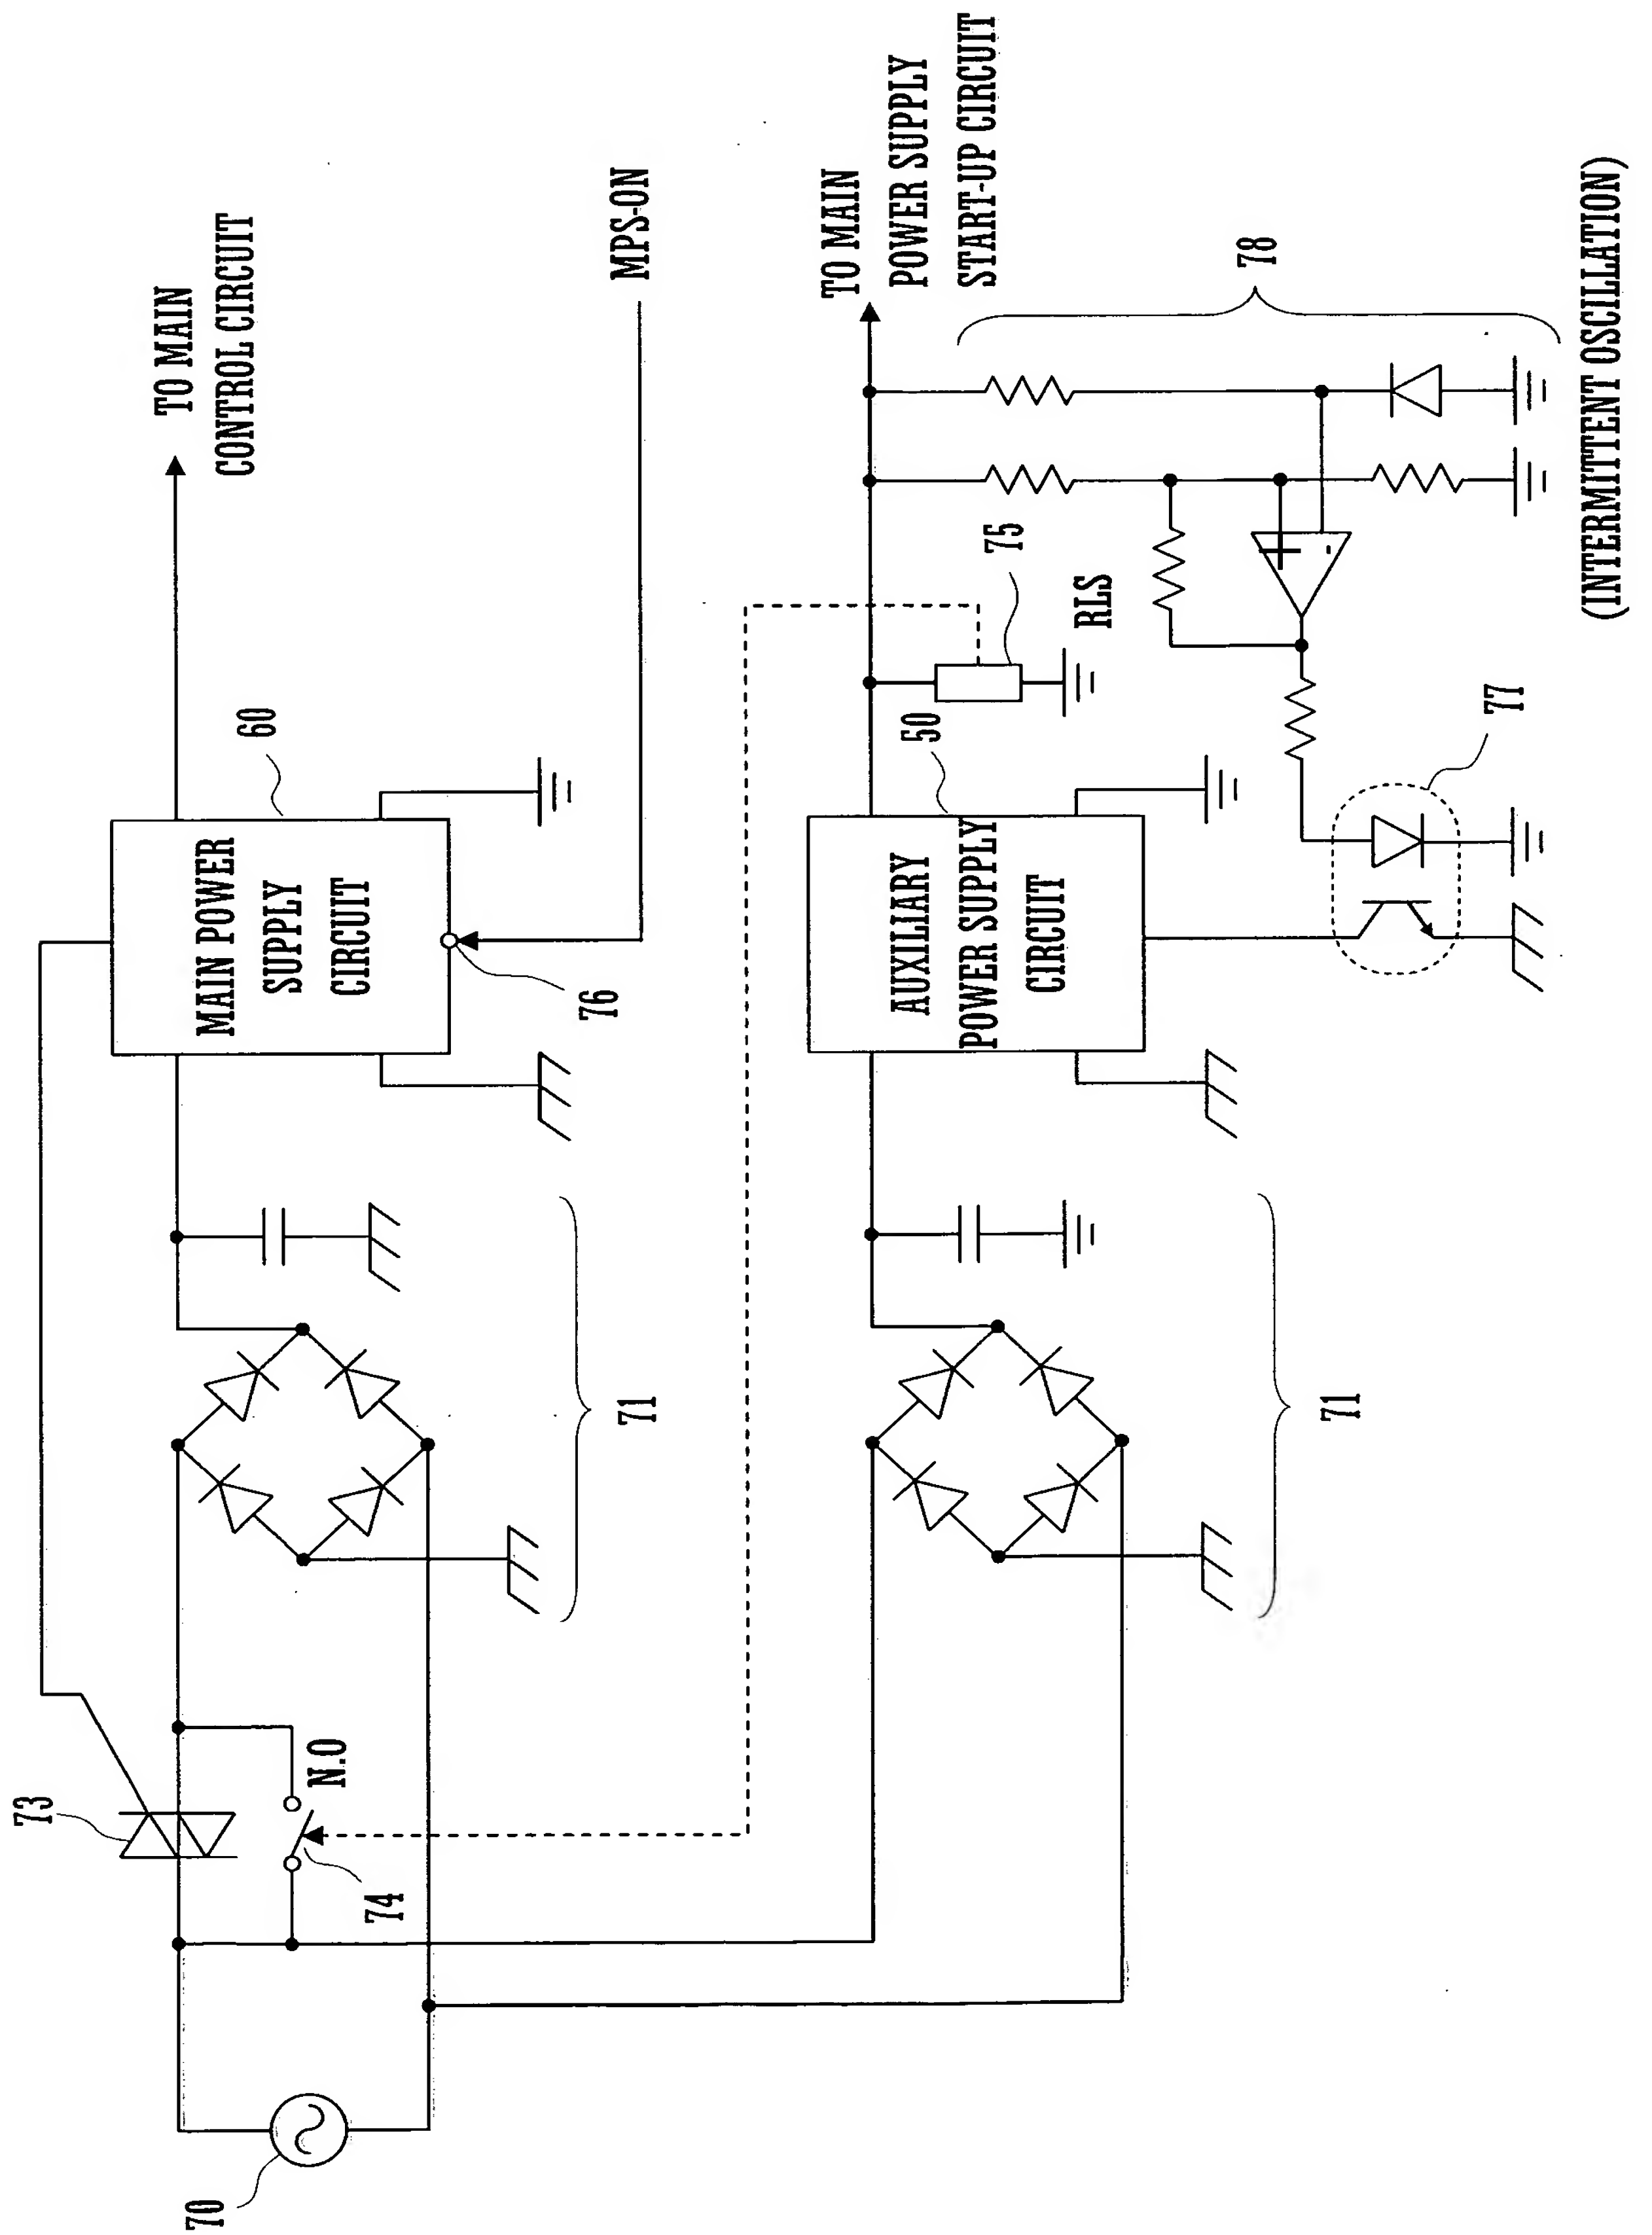 TO MAIN
CONTROL CIRCUIT
60
MAIN POWER
SUPPLY
CIRCUIT
76
MPS-ON
73
N.O
74
70
71
TO MAIN
POWER SUPPLY
START-UP CIRCUIT
50
AUXILIARY
POWER SUPPLY
CIRCUIT
75
RLS
+
-
78
77
71
(INTERMITTENT OSCILLATION)